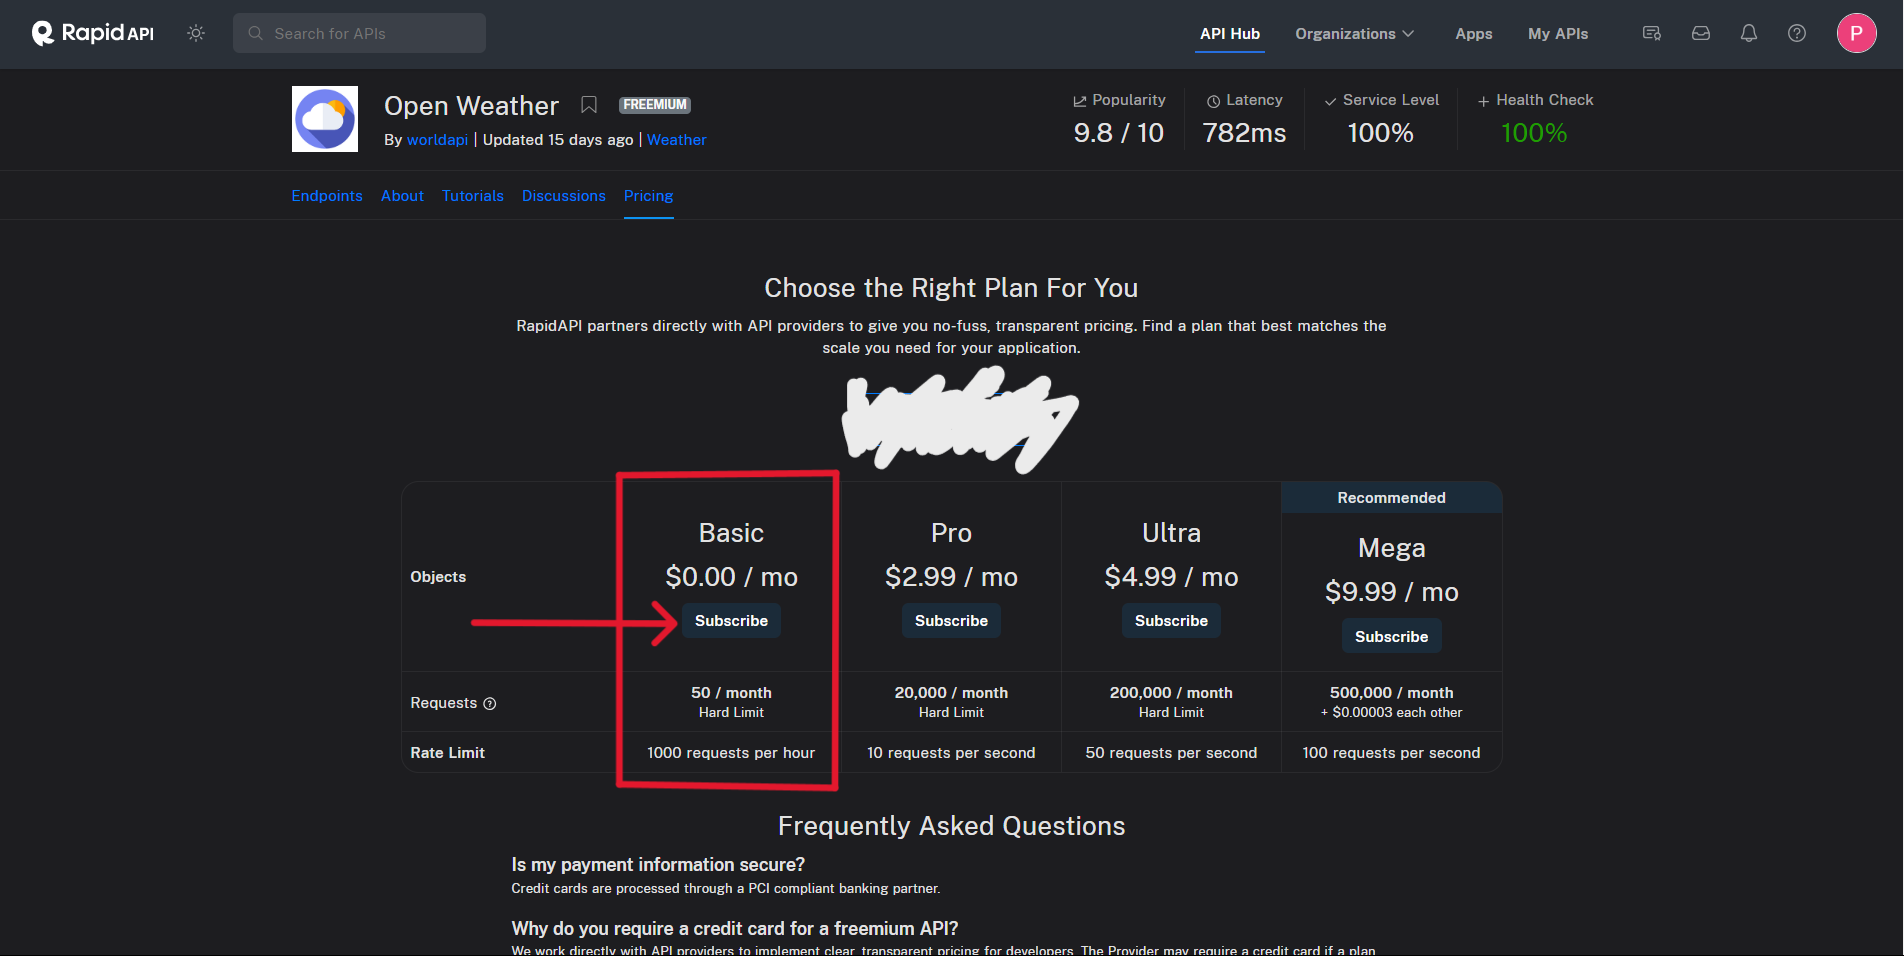 Rapid API
Search for APIs
API Hub
Organizations
Apps
My APIs
P
Open Weather
FREEMIUM
By worldapi | Updated 15 days ago | Weather
Popularity
9.8 / 10
Latency
782ms
Service Level
100%
Health Check
100%
Endpoints
About
Tutorials
Discussions
Pricing
Choose the Right Plan For You
RapidAPI partners directly with API providers to give you no-fuss, transparent pricing. Find a plan that best matches the
scale you need for your application.
Recommended
Objects
Basic
$0.00 / mo
Subscribe
Pro
$2.99 / mo
Subscribe
Ultra
$4.99 / mo
Subscribe
Mega
$9.99 / mo
Subscribe
Requests
50 / month
Hard Limit
20,000 / month
Hard Limit
200,000 / month
Hard Limit
500,000 / month
+ $0.00003 each other
Rate Limit
1000 requests per hour
10 requests per second
50 requests per second
100 requests per second
Frequently Asked Questions
Is my payment information secure?
Credit cards are processed through a PCI compliant banking partner.
Why do you require a credit card for a freemium API?
We work directly with API providers to implement clear, transparent pricing for developers. The Provider may require a credit card if a plan